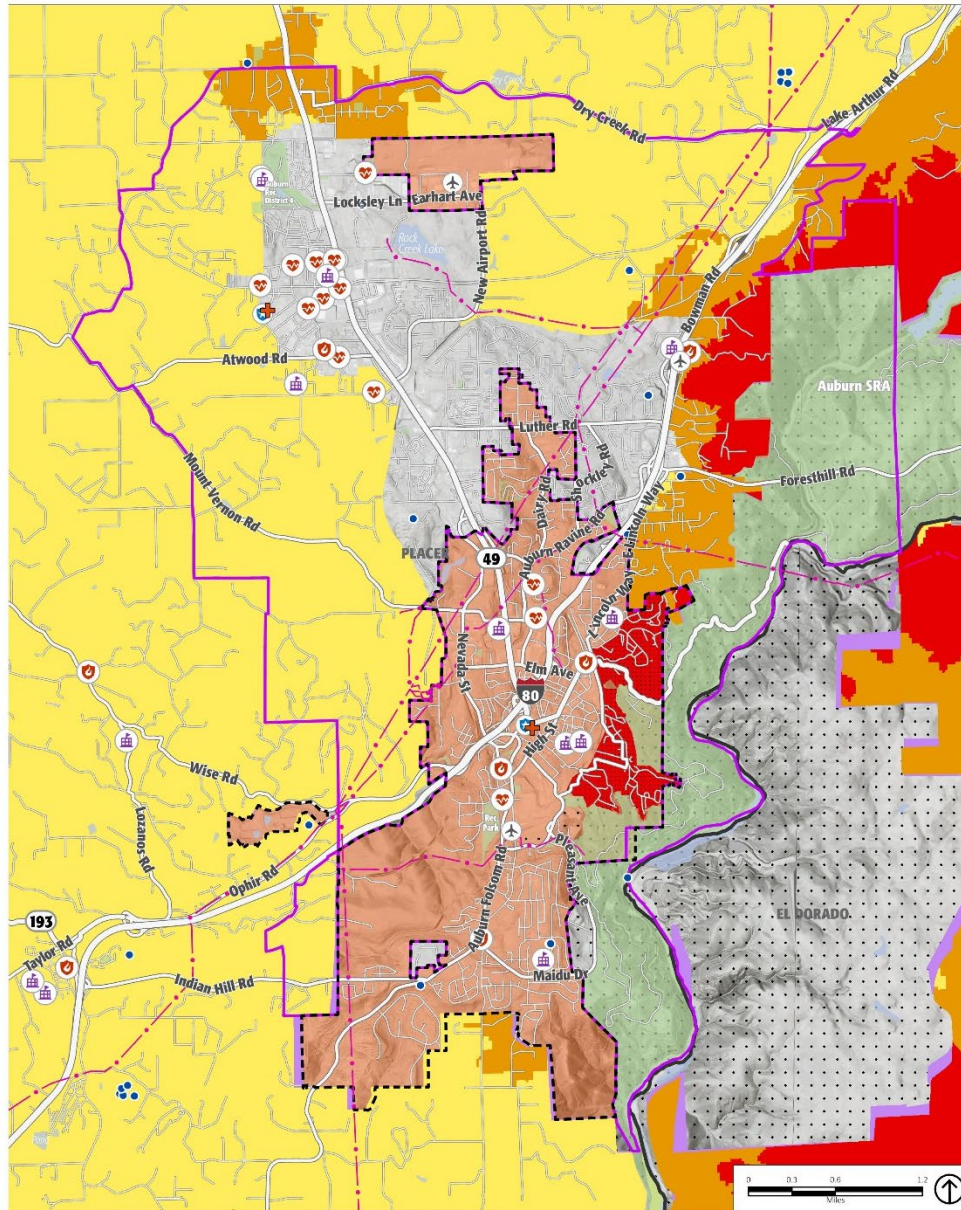 Lake-Arthur Rd
Dry Creek Rd
Auburn
Rec
District 4
Locksley Ln
Earhart Ave
Rock
Creek Lake
New Airport Rd
Bowman Rd
Atwood Rd
Auburn SRA
Luther Rd
Shockley Rd
Foresthill Rd
Mount Vernon Rd
Dairy Rd
E Lincoln Way
Auburn Ravine Rd
PLACER
49
Lincoln Way
Nevada St
Elm Ave
80
High St
Wise Rd
Rec
Park
Lozanos Rd
Pleasant Ave
Ophir Rd
Auburn Folsom Rd
EL DORADO
193
Taylor Rd
Indian Hill Rd
Maidu Dr
0 0.3 0.6 1.2
Miles